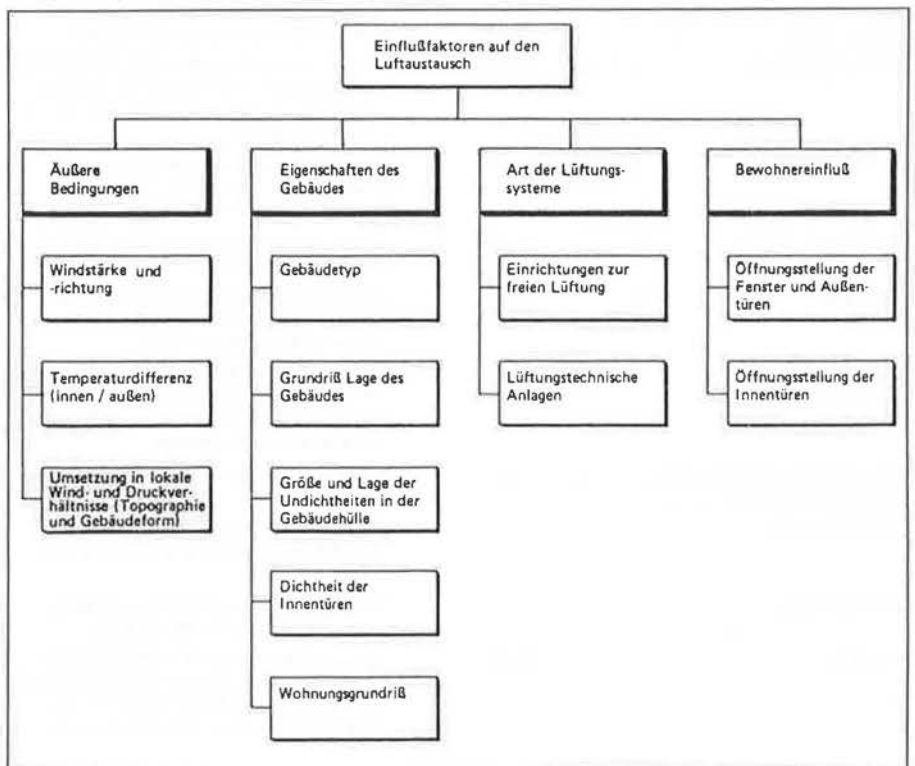 Einflußfaktoren auf den
Luftaustausch
Äußere
Bedingungen
Windstärke und
-richtung
Temperaturdifferenz
(innen / außen)
Umsetzung in lokale
Wind- und Druckver-
hältnisse (Topographie
und Gebäudeform)
Eigenschaften des
Gebäudes
Gebäudetyp
Grundriß Lage des
Gebäudes
Größe und Lage der
Undichtheiten in der
Gebäudehülle
Dichtheit der
Innentüren
Wohnungsgrundriß
Art der Lüftungs-
systeme
Einrichtungen zur
freien Lüftung
Lüftungstechnische
Anlagen
Bewohnereinfluß
Öffnungsstellung der
Fenster und Außen-
türen
Öffnungsstellung der
Innentüren